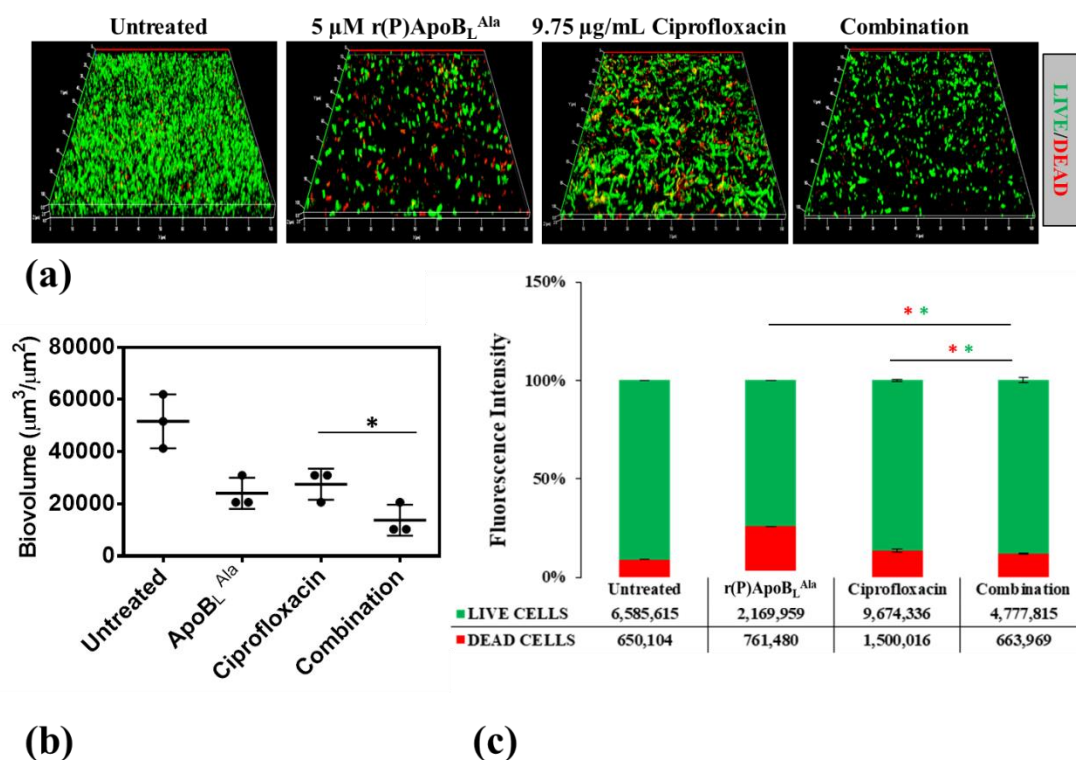 Untreated
5 µM r(P)ApoB_L^Ala
9.75 µg/mL Ciprofloxacin
Combination
LIVE/DEAD
(a)
80000
60000
40000
20000
0
Biovolume (µm³/µm²)
*
Untreated
ApoB_L^Ala
Ciprofloxacin
Combination
(b)
150%
100%
50%
0%
Fluorescence Intensity
* *
* *
Untreated r(P)ApoB_L^Ala Ciprofloxacin Combination
LIVE CELLS 6,585,615 2,169,959 9,674,336 4,777,815
DEAD CELLS 650,104 761,480 1,500,016 663,969
(c)